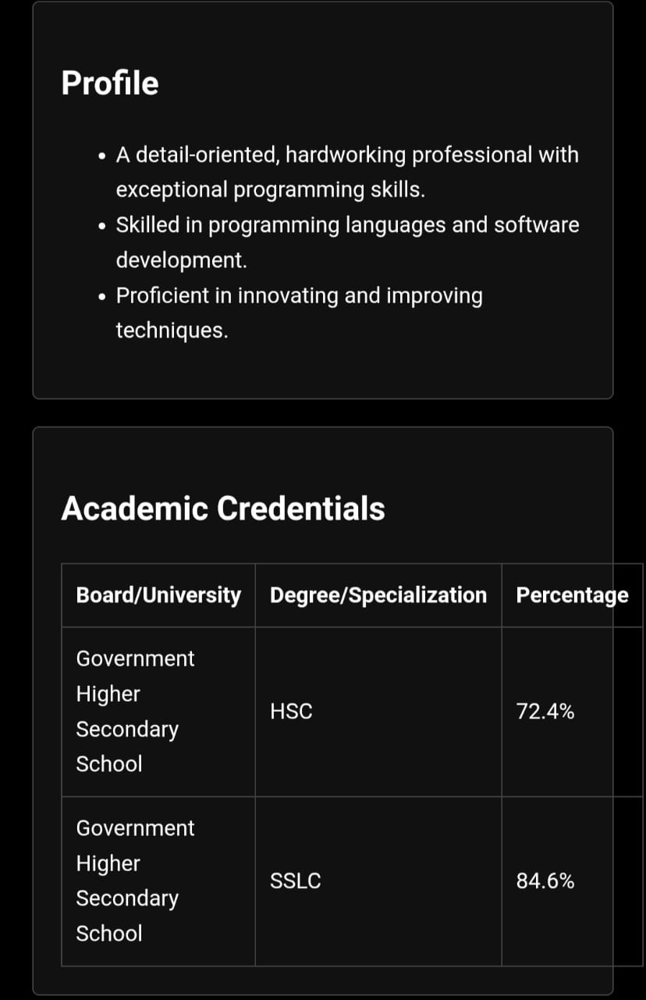 Profile
• A detail-oriented, hardworking professional with
exceptional programming skills.
• Skilled in programming languages and software
development.
• Proficient in innovating and improving
techniques.
Academic Credentials
Board/University Degree/Specialization Percentage
Government
Higher
Secondary
School
HSC
72.4%
Government
Higher
Secondary
School
SSLC
84.6%